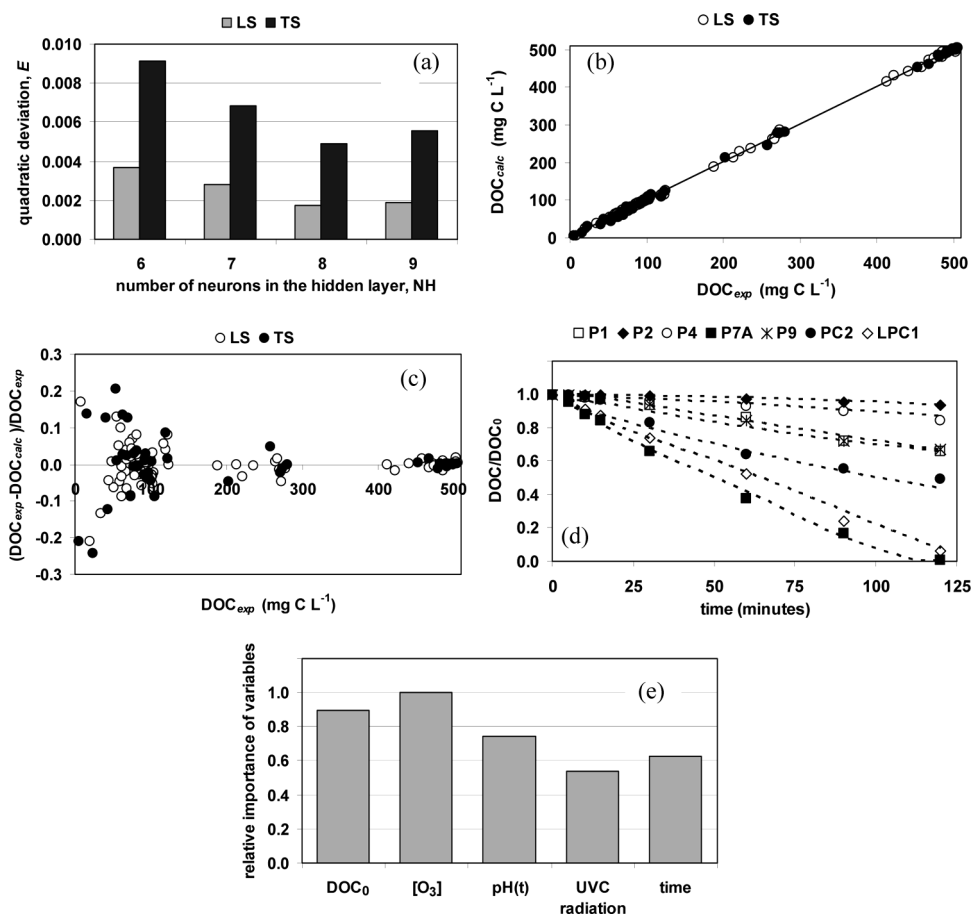 LS TS
0.010
0.008
0.006
0.004
0.002
0.000
quadratic deviation, E
(a)
6 7 8 9
number of neurons in the hidden layer, NH
LS TS
500
400
300
200
100
0
DOCcalc (mg C L⁻¹)
(b)
0 100 200 300 400 500
DOCexp (mg C L⁻¹)
LS TS
0.3
0.2
0.1
0.0
-0.1
-0.2
-0.3
(DOCexp-DOCcalc)/DOCexp
(c)
0 100 200 300 400 500
DOCexp (mg C L⁻¹)
P1 P2 P4 P7A P9 PC2 LPC1
1.0
0.8
0.6
0.4
0.2
0.0
DOC/DOC₀
(d)
0 25 50 75 100 125
time (minutes)
relative importance of variables
1.0
0.8
0.6
0.4
0.2
0.0
(e)
DOC₀ [O₃] pH(t) UVC time
radiation